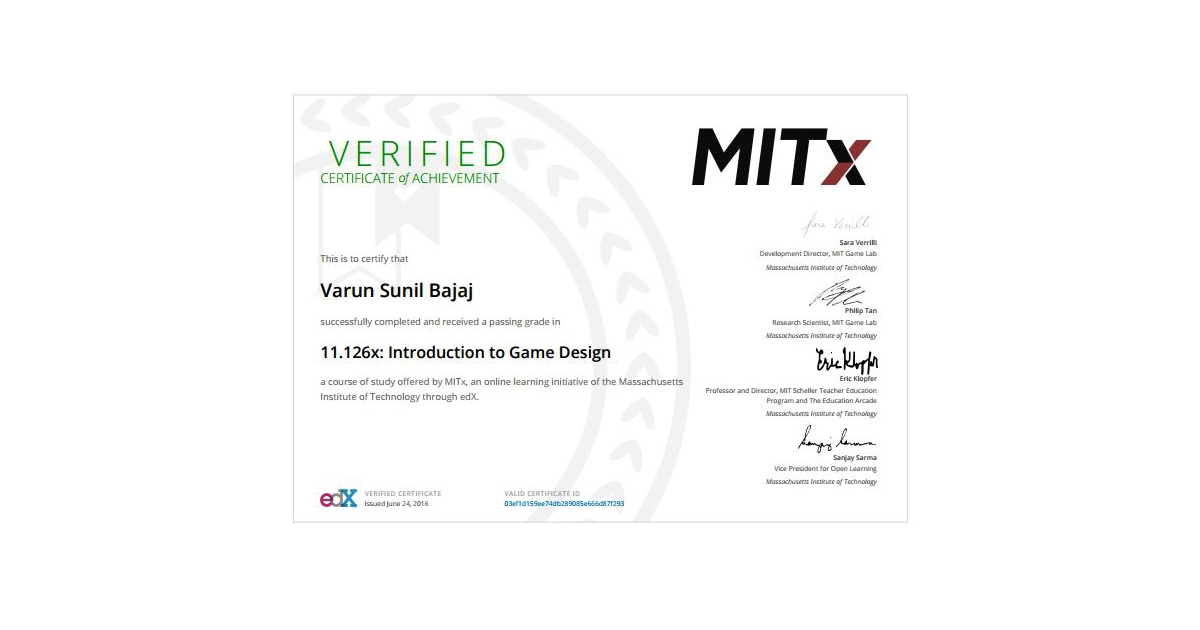 VERIFIED
CERTIFICATE of ACHIEVEMENT
This is to certify that
Varun Sunil Bajaj
successfully completed and received a passing grade in
11.126x: Introduction to Game Design
a course of study offered by MITx, an online learning initiative of the Massachusetts
Institute of Technology through edX.
MITx
Sara Verrilli
Sara Verrilli
Development Director, MIT Game Lab
Massachusetts Institute of Technology
Philip Tan
Research Scientist, MIT Game Lab
Massachusetts Institute of Technology
Eric Klopfer
Eric Klopfer
Professor and Director, MIT Scheller Teacher Education
Program and The Education Arcade
Massachusetts Institute of Technology
Sanjay Sarma
Sanjay Sarma
Vice President for Open Learning
Massachusetts Institute of Technology
edX
VERIFIED CERTIFICATE
Issued June 24, 2016
VALID CERTIFICATE ID
03ef1d159ee74db289085e666d87f293